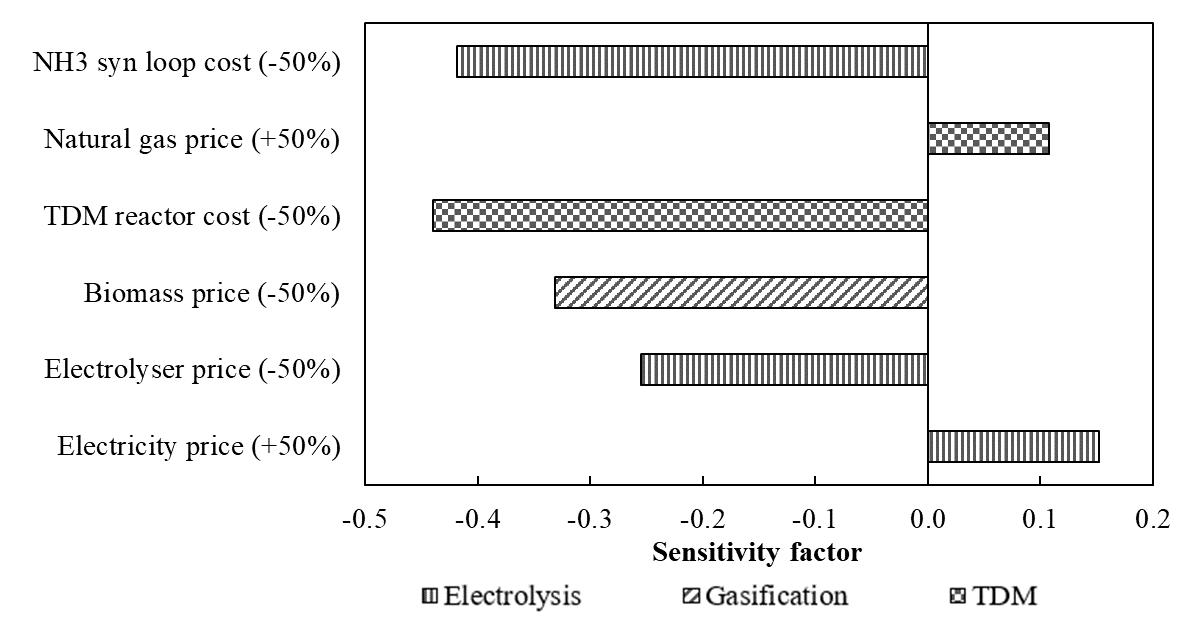 NH3 syn loop cost (-50%)
Natural gas price (+50%)
TDM reactor cost (-50%)
Biomass price (-50%)
Electrolyser price (-50%)
Electricity price (+50%)
-0.5 -0.4 -0.3 -0.2 -0.1 0.0 0.1 0.2
Sensitivity factor
Electrolysis Gasification TDM